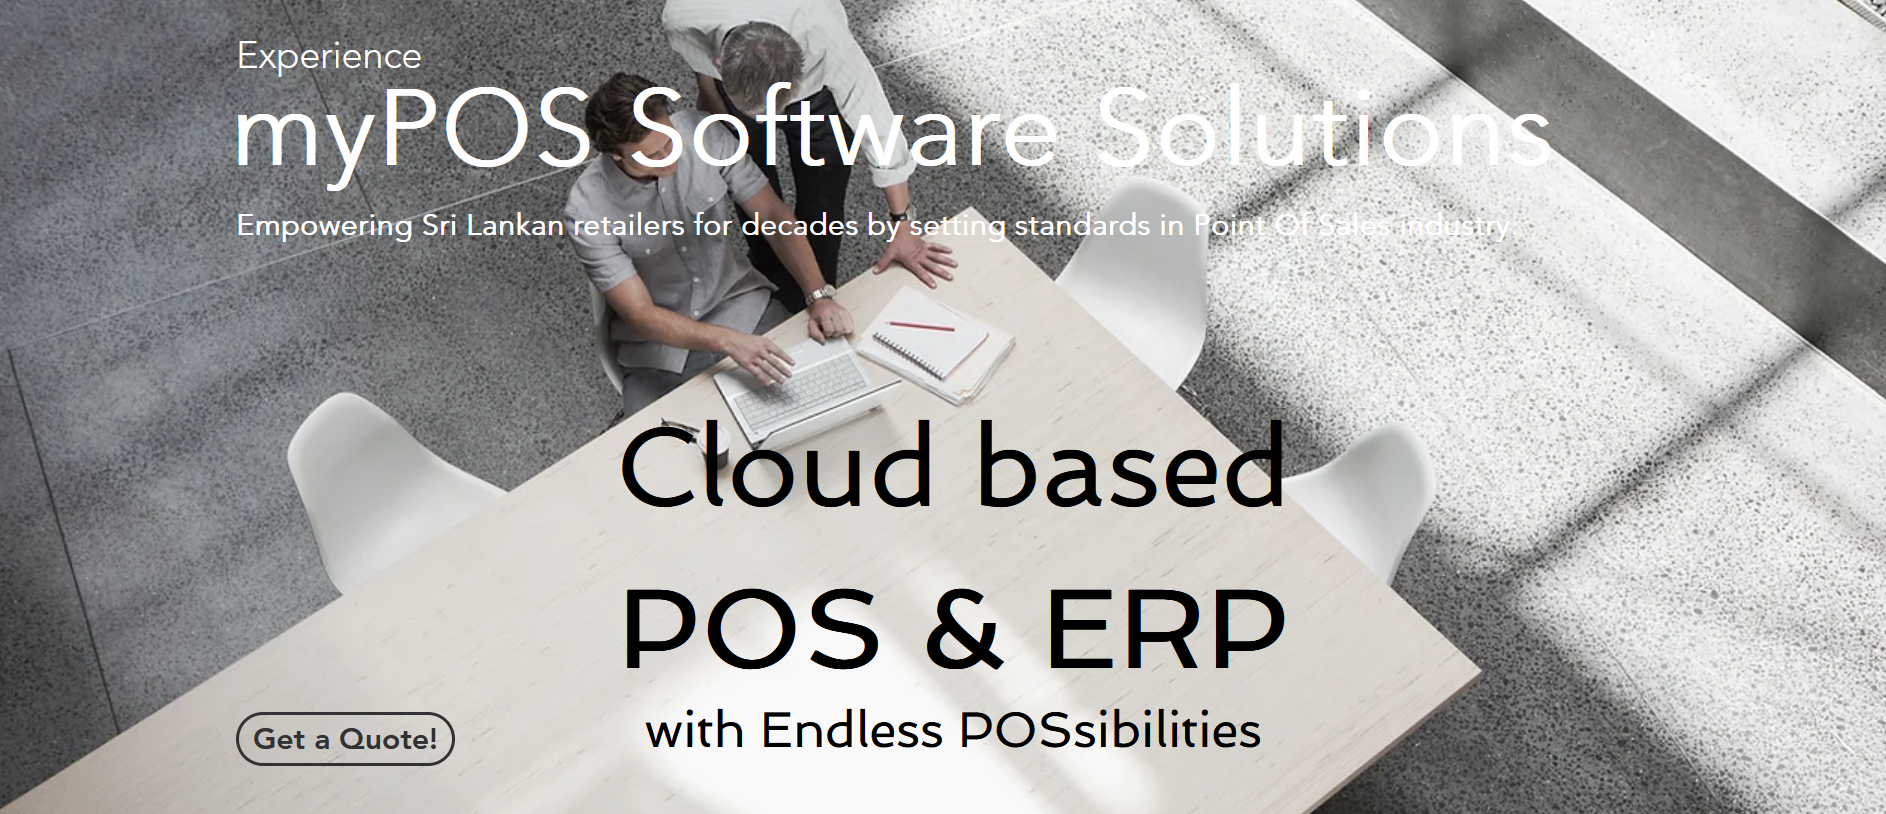 Experience
myPOS Software Solutions
Empowering Sri Lankan retailers for decades by setting standards in Point Of Sales industry.
Cloud based
POS & ERP
with Endless POSsibilities
Get a Quote!